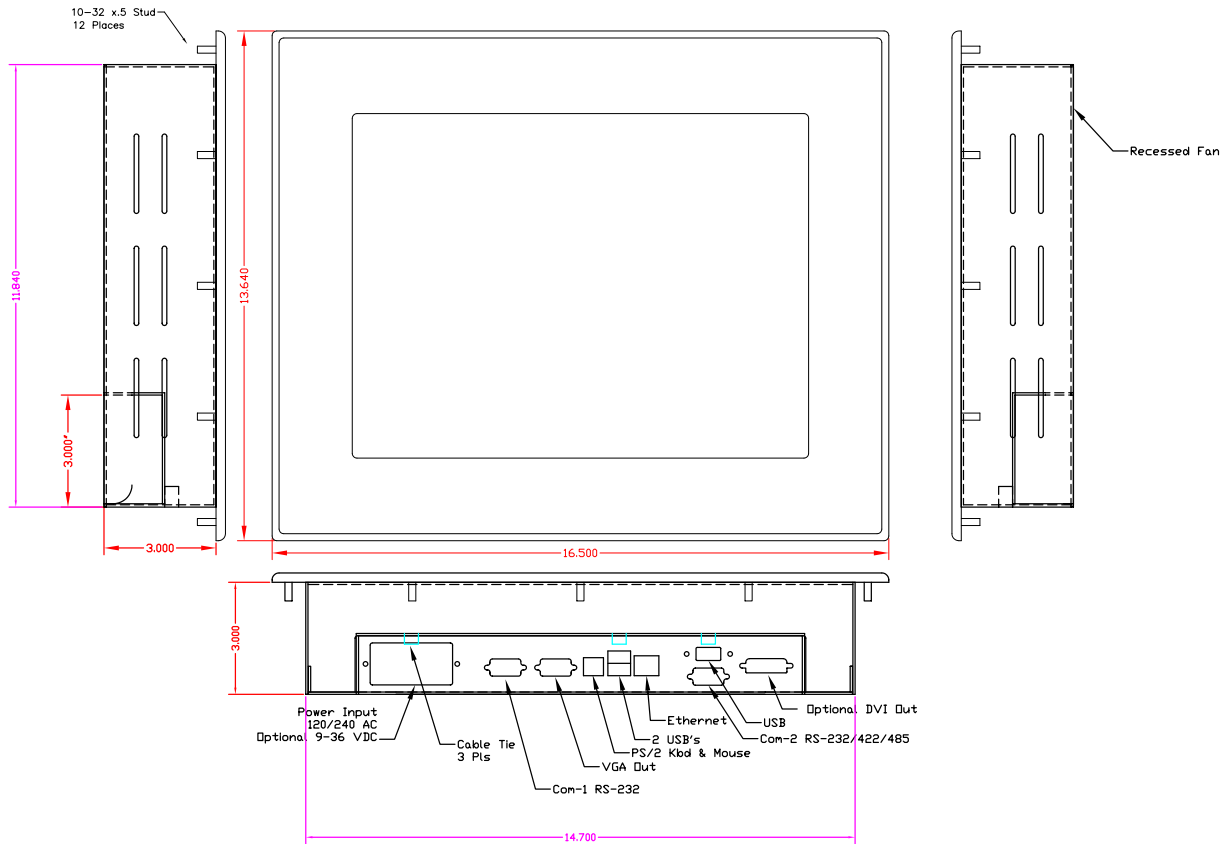 10-32 x.5 Stud
12 Places
Recessed Fan
11.840
13.640
3.000"
3.000
16.500
3.000
Power Input
120/240 AC
Optional 9-36 VDC
Cable Tie
3 Pls
Com-1 RS-232
VGA Out
PS/2 Kbd & Mouse
2 USB's
Ethernet
Com-2 RS-232/422/485
USB
Optional DVI Out
14.700